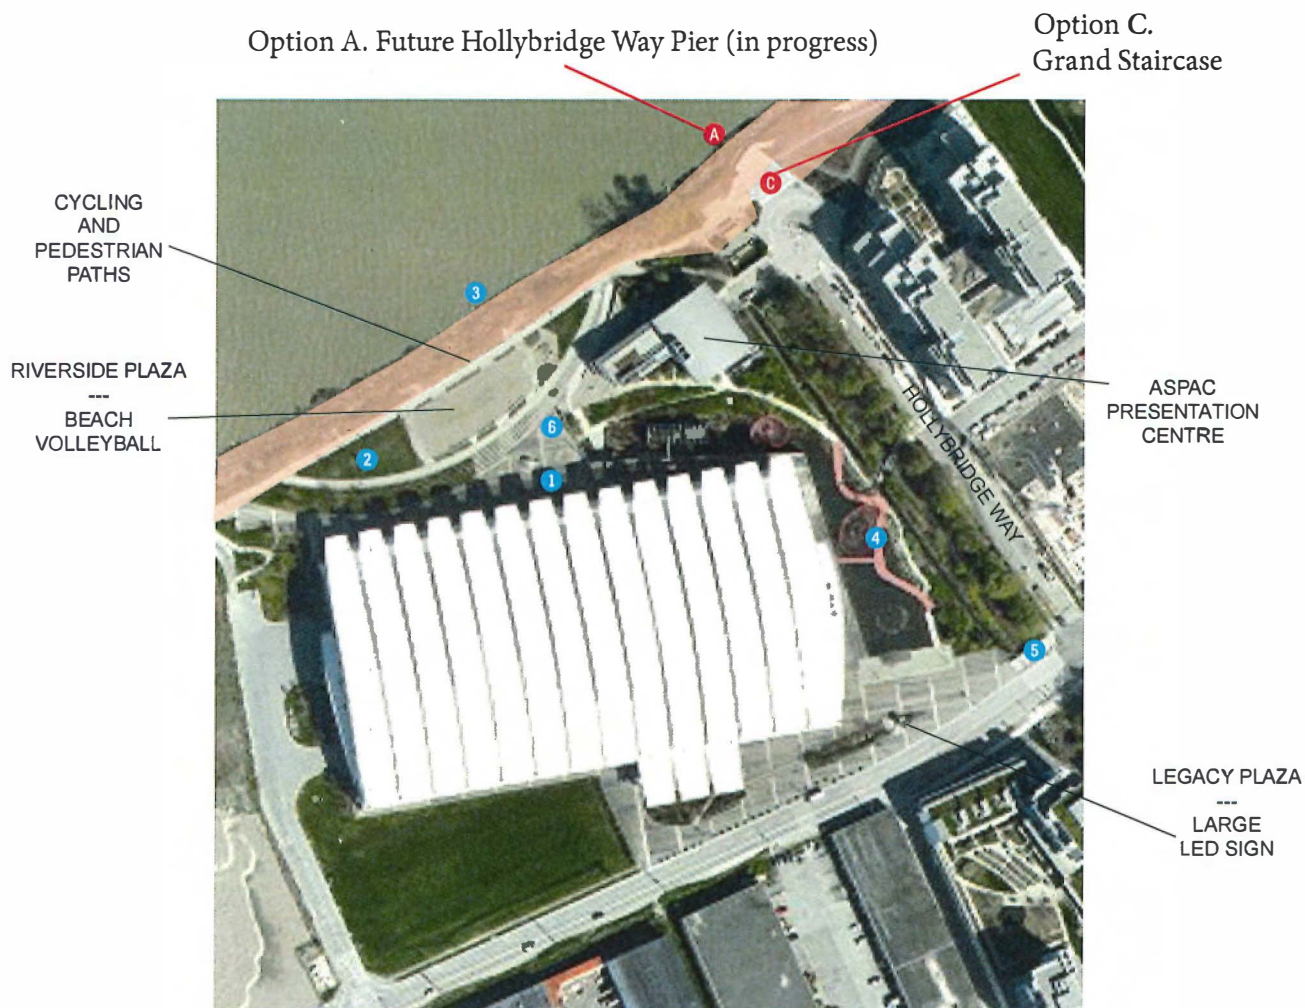 Option A. Future Hollybridge Way Pier (in progress)
Option C.
Grand Staircase
A
C
CYCLING
AND
PEDESTRIAN
PATHS
3
RIVERSIDE PLAZA
---
BEACH
VOLLEYBALL
ASPAC
PRESENTATION
CENTRE
HOLLYBRIDGE WAY
6
2
1
4
5
LEGACY PLAZA
---
LARGE
LED SIGN